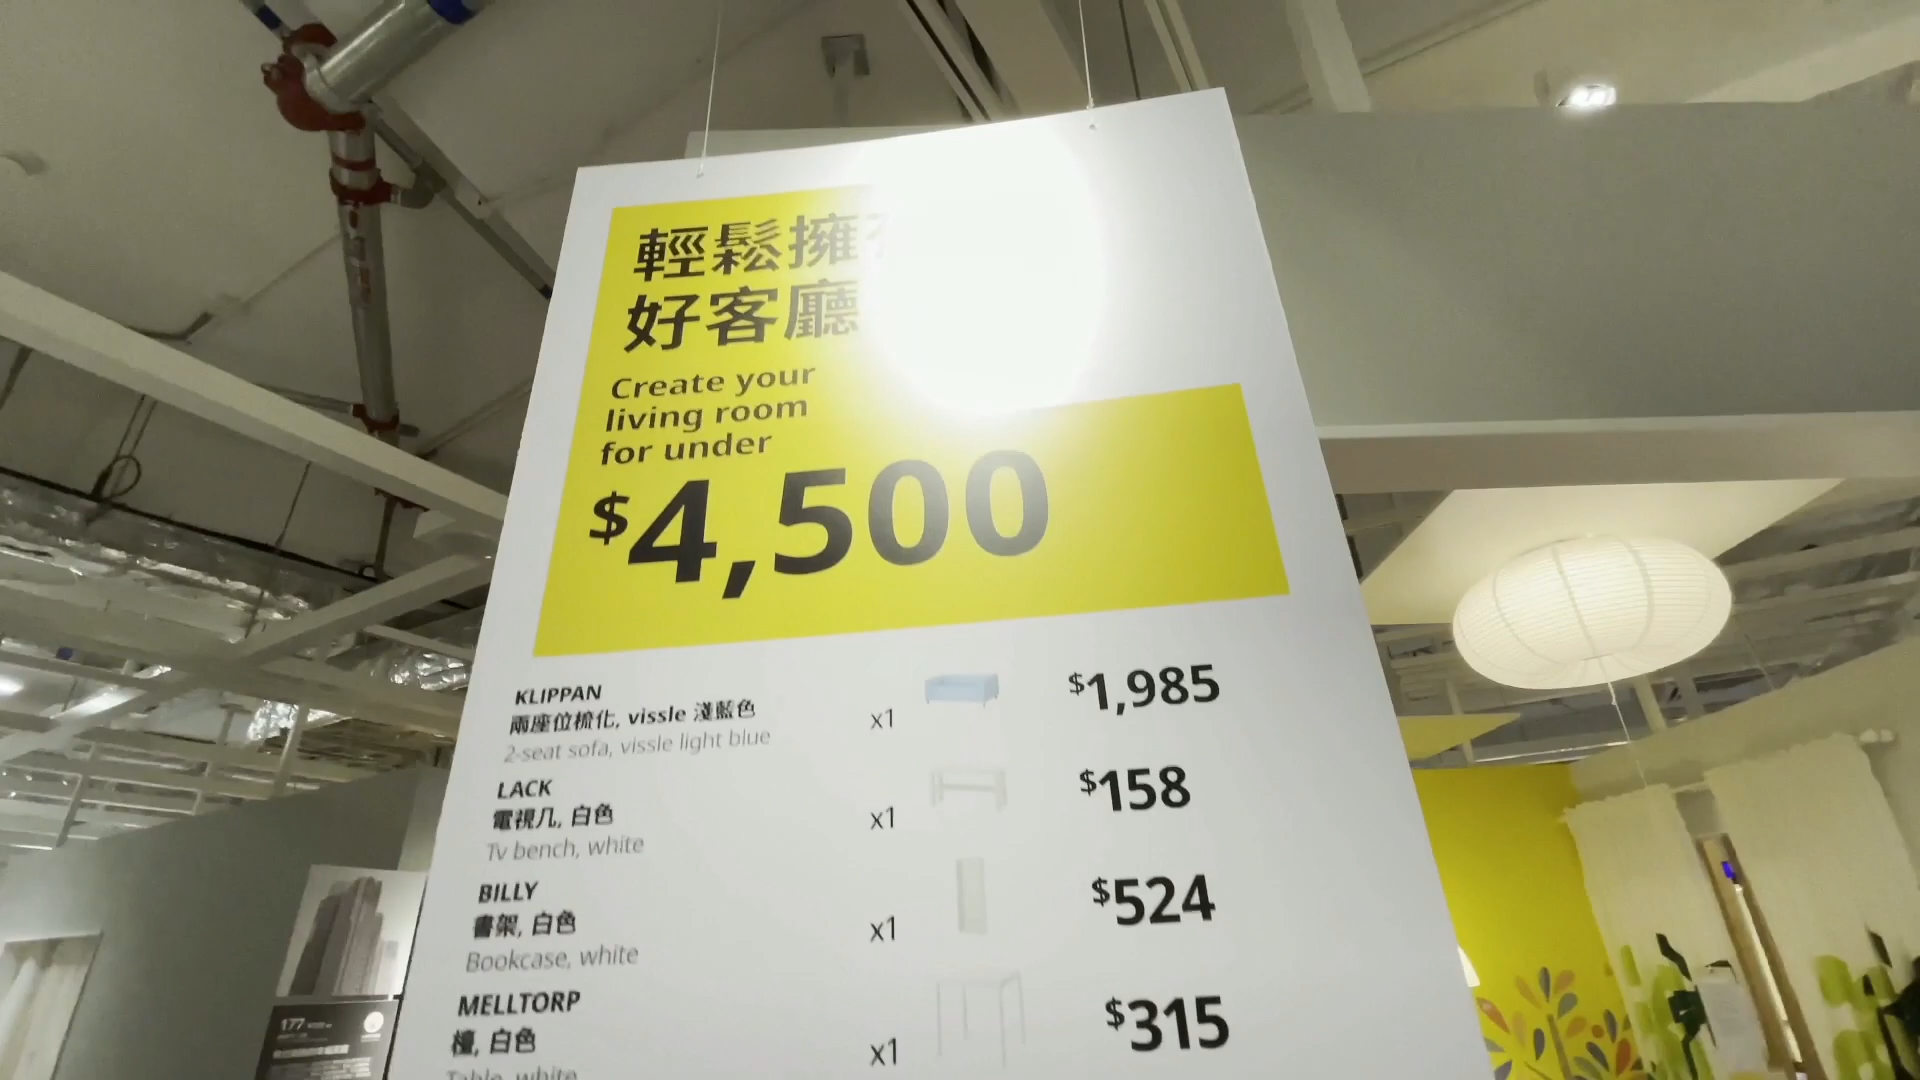 輕鬆擁
好客廳
Create your
living room
for under
$4,500
KLIPPAN
兩座位梳化, vissle 淺藍色
2-seat sofa, vissle light blue
x1
$1,985
LACK
電視几, 白色
Tv bench, white
x1
$158
BILLY
書架, 白色
Bookcase, white
x1
$524
MELLTORP
檯, 白色
Table, white
x1
$315
177